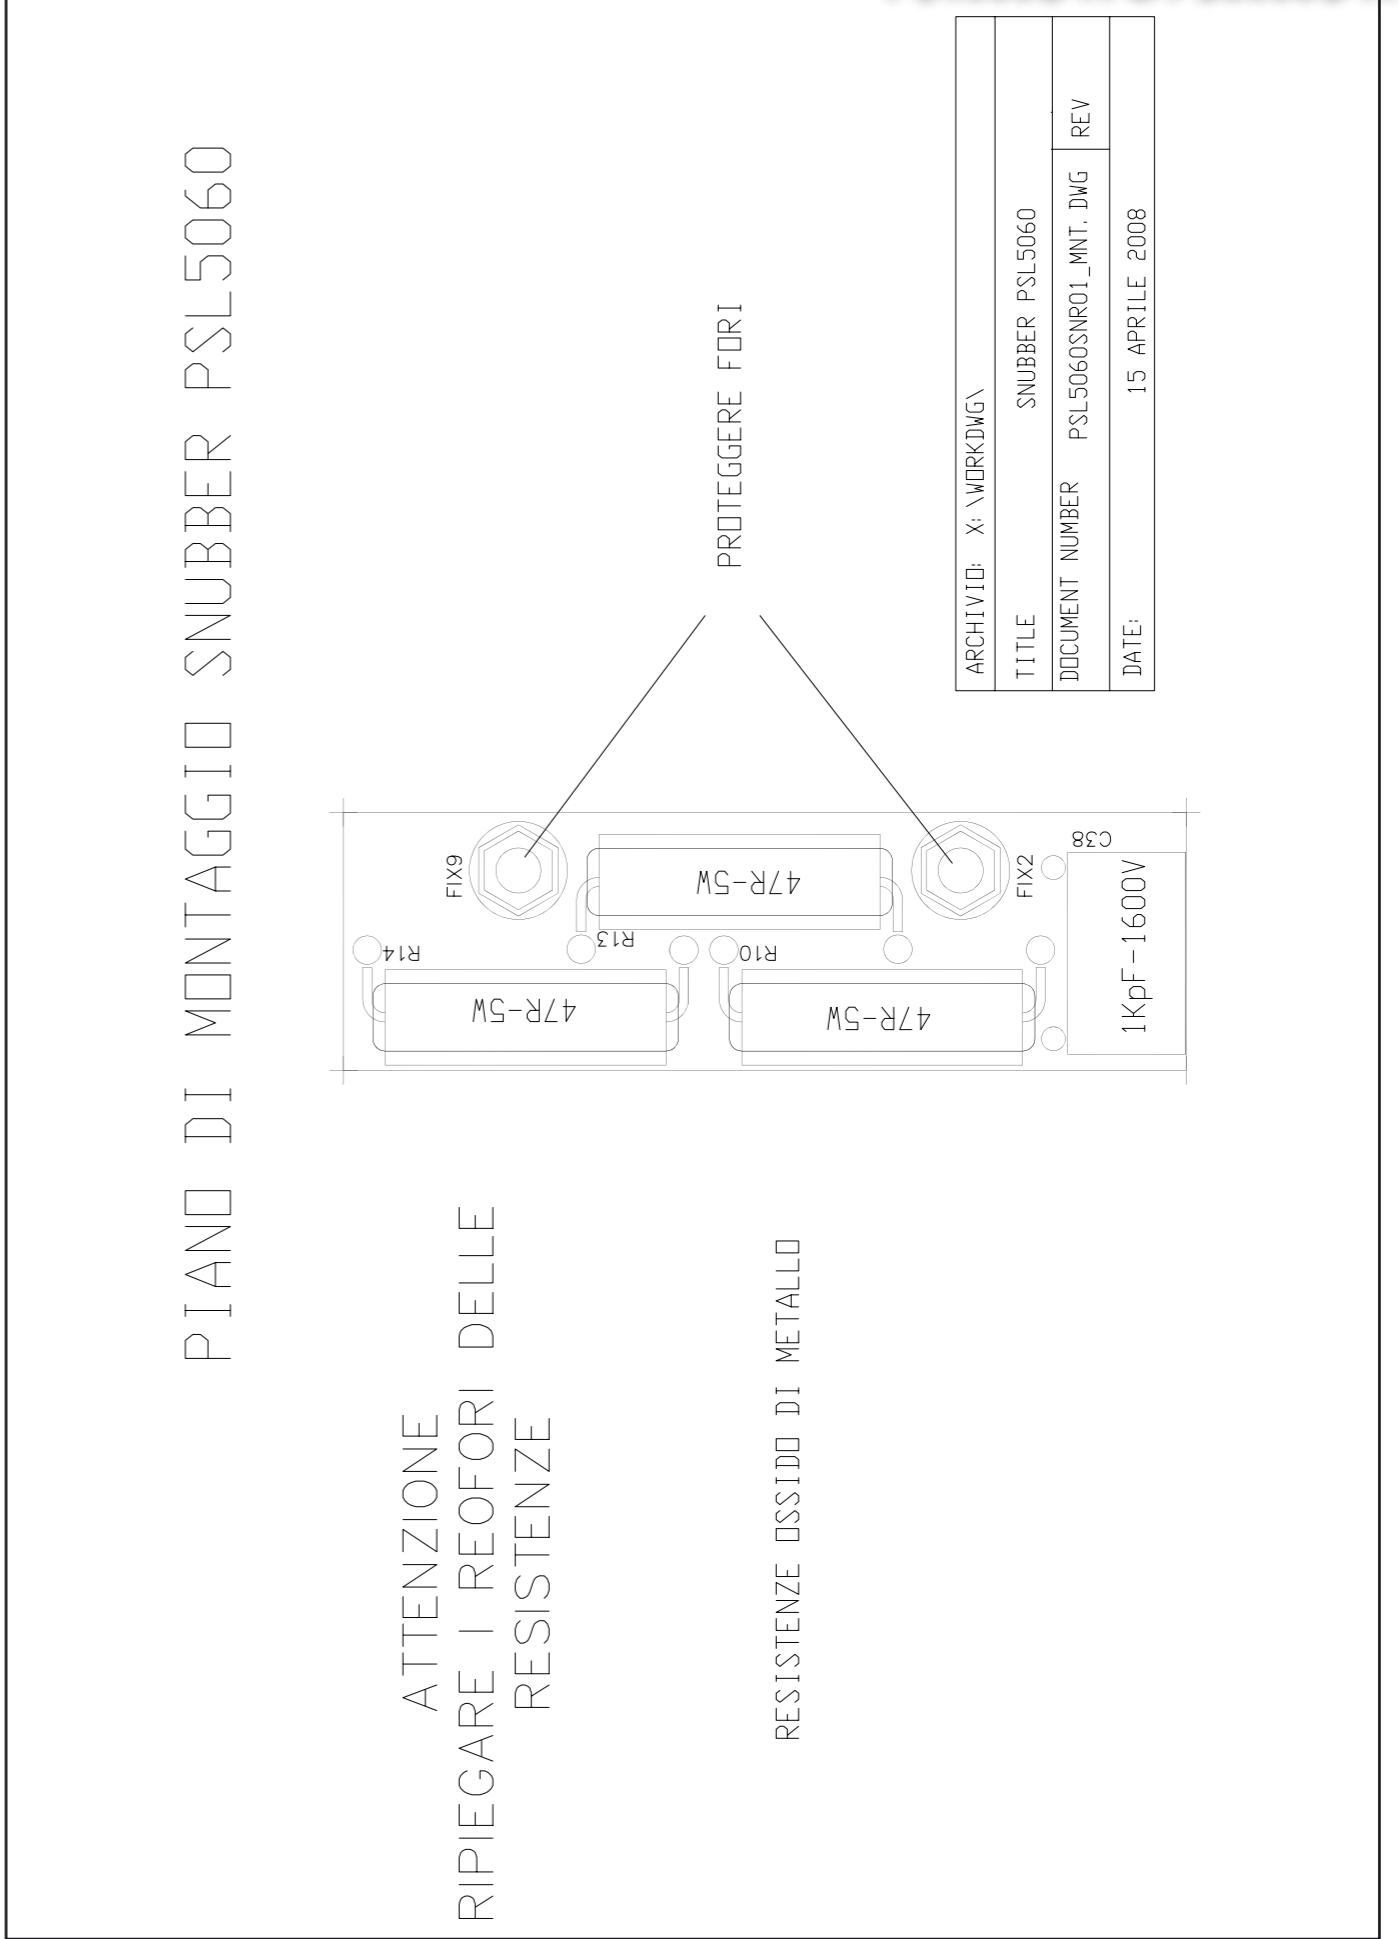 PIANO DI MONTAGGIO SNUBBER PSL5060
ATTENZIONE
RIPIEGARE I REOFORI DELLE
RESISTENZE
RESISTENZE OSSIDO DI METALLO
PROTEGGERE FORI
FIX9
FIX2
R14
R13
R10
C38
47R-5W
47R-5W
47R-5W
1KpF-1600V
ARCHIVIO: X:\WORKDWG\
TITLE SNUBBER PSL5060
DOCUMENT NUMBER PSL5060SNR01_MNT.DWG REV
DATE: 15 APRILE 2008